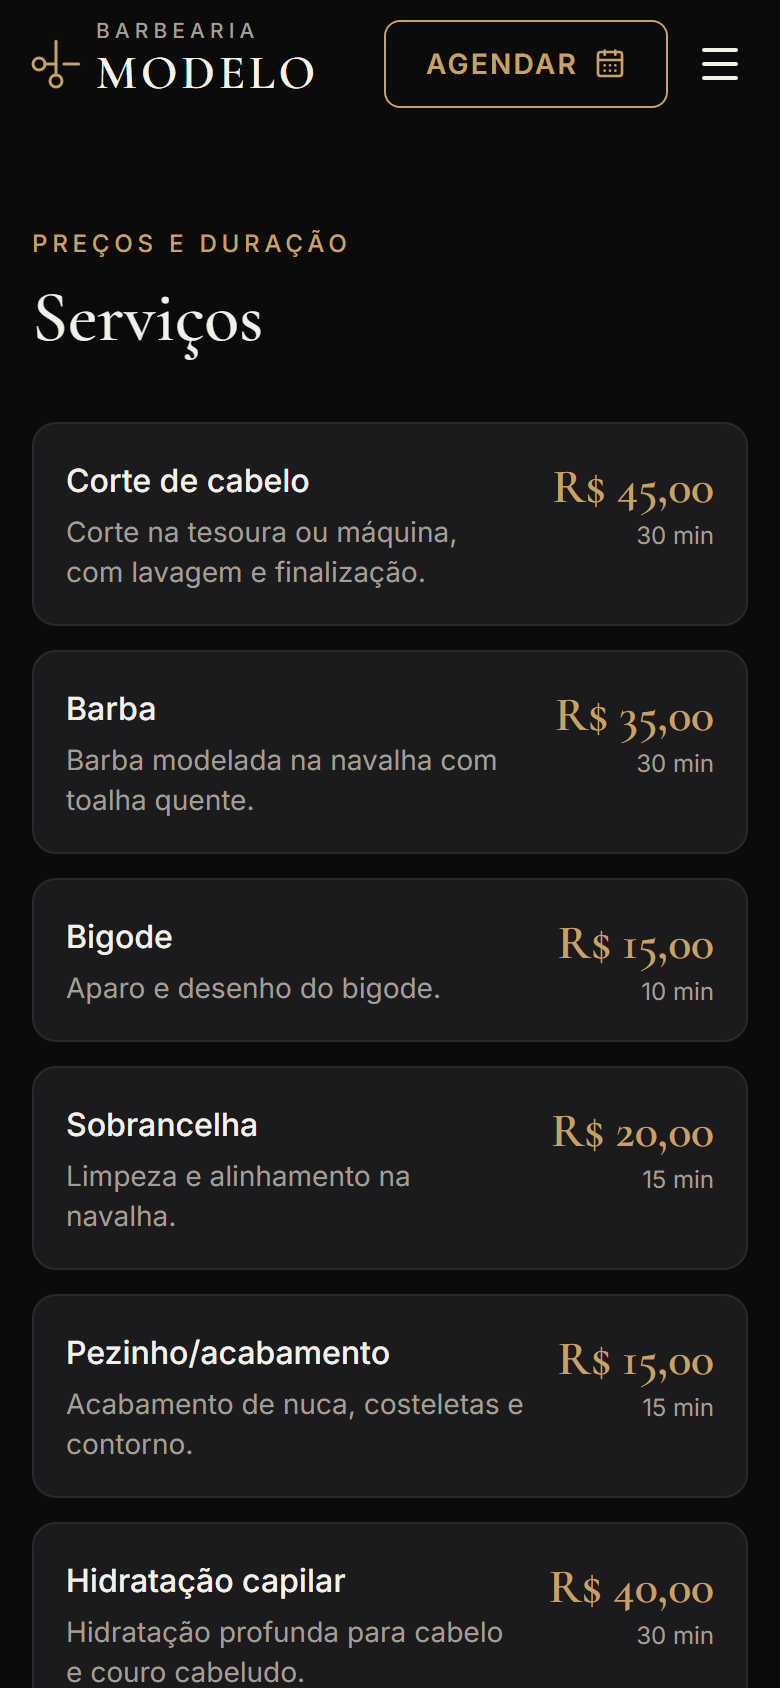 BARBEARIA
MODELO
AGENDAR
PREÇOS E DURAÇÃO
Serviços
Corte de cabelo
R$ 45,00
Corte na tesoura ou máquina,
com lavagem e finalização.
30 min
Barba
R$ 35,00
Barba modelada na navalha com
toalha quente.
30 min
Bigode
R$ 15,00
Aparo e desenho do bigode.
10 min
Sobrancelha
R$ 20,00
Limpeza e alinhamento na
navalha.
15 min
Pezinho/acabamento
R$ 15,00
Acabamento de nuca, costeletas e
contorno.
15 min
Hidratação capilar
R$ 40,00
Hidratação profunda para cabelo
e couro cabeludo.
30 min